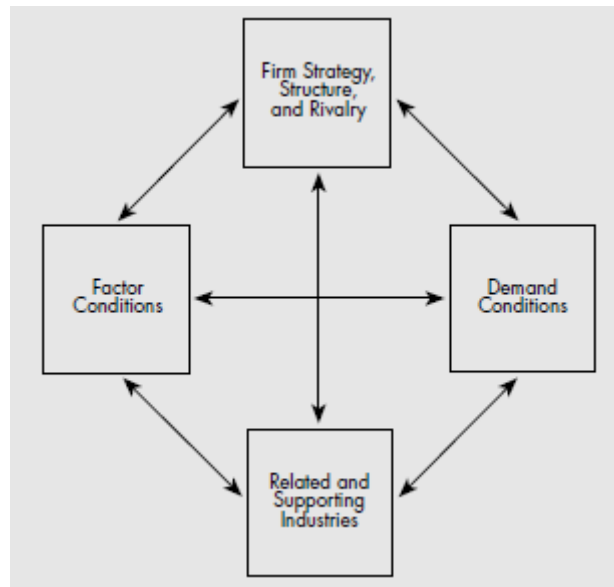 Firm Strategy,
Structure,
and Rivalry
Factor
Conditions
Demand
Conditions
Related and
Supporting
Industries